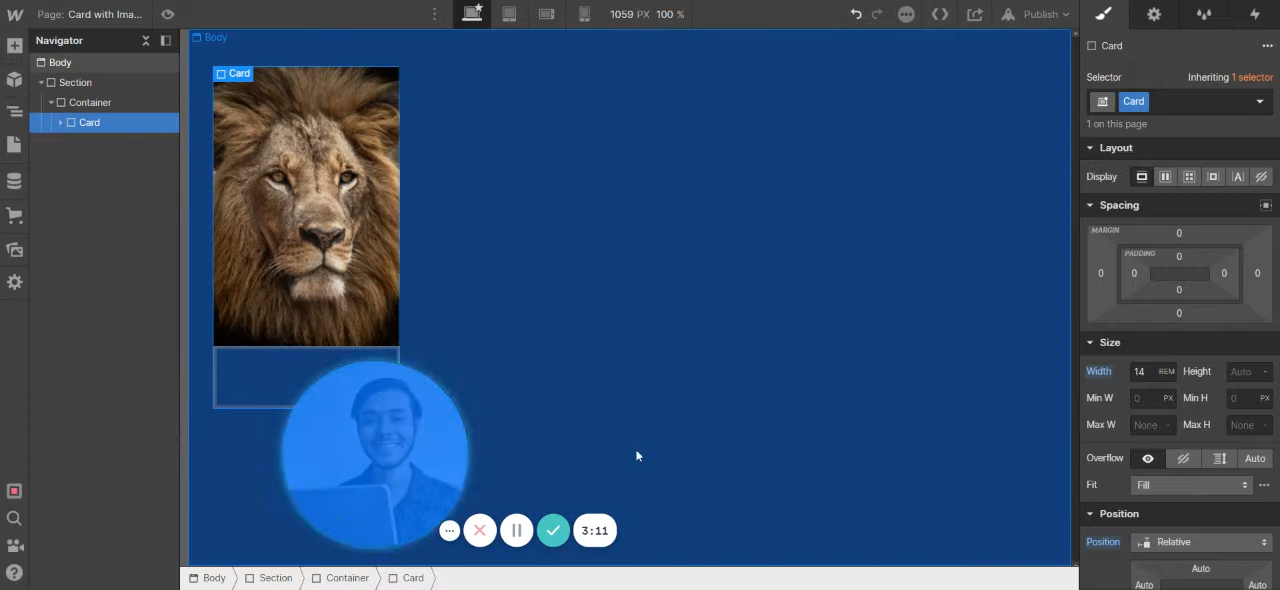 Page: Card with Ima...
1059 PX 100 %
Publish
Navigator
Body
Section
Container
Card
Body
Card
3:11
Body
Section
Container
Card
Card
Selector
Inheriting 1 selector
Card
1 on this page
Layout
Display
Spacing
MARGIN
0
PADDING
0
0 0 0 0
0
0
Size
Width 14 REM Height Auto -
Min W 0 PX Min H 0 PX
Max W None - Max H None -
Overflow Auto
Fit Fill
Position
Position Relative
Auto
Auto Auto